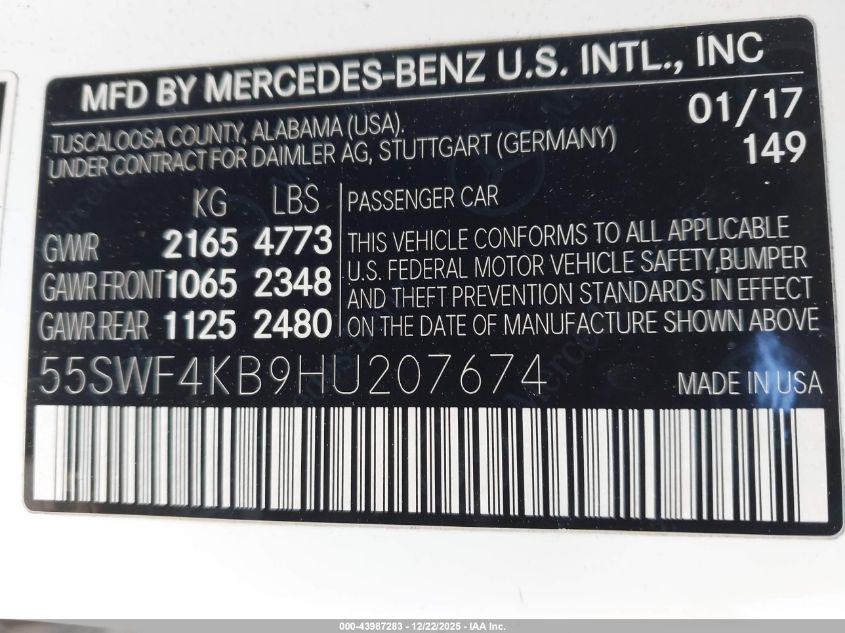 MFD BY MERCEDES-BENZ U.S. INTL., INC
TUSCALOOSA COUNTY, ALABAMA (USA).
UNDER CONTRACT FOR DAIMLER AG, STUTTGART (GERMANY)
01/17
149
KG LBS
GVWR 2165 4773
GAWR FRONT 1065 2348
GAWR REAR 1125 2480
PASSENGER CAR
THIS VEHICLE CONFORMS TO ALL APPLICABLE
U.S. FEDERAL MOTOR VEHICLE SAFETY,BUMPER
AND THEFT PREVENTION STANDARDS IN EFFECT
ON THE DATE OF MANUFACTURE SHOWN ABOVE
55SWF4KB9HU207674
MADE IN USA
000-43987283 - 12/22/2025 - IAA Inc.